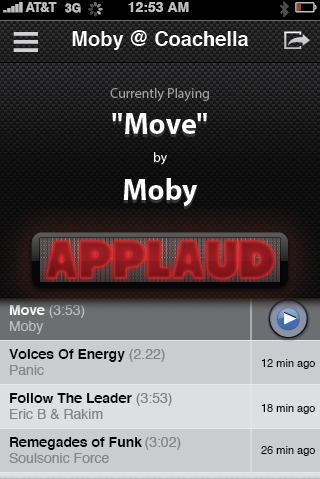 AT&T 3G 12:53 AM
Moby @ Coachella
Currently Playing
"Move"
by
Moby
APPLAUD
Move (3:53)
Moby
Voices Of Energy (2.22)
Panic
12 min ago
Follow The Leader (3:53)
Eric B & Rakim
18 min ago
Remegades of Funk (3:02)
Soulsonic Force
26 min ago